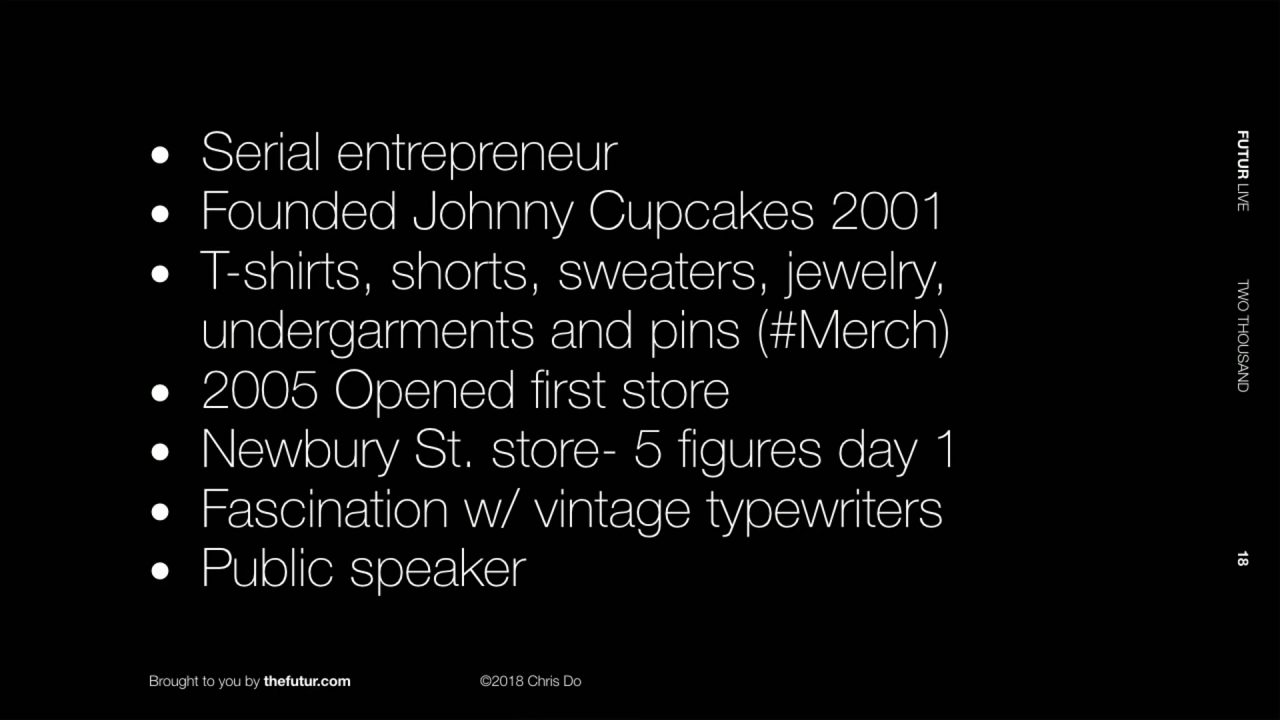 • Serial entrepreneur
• Founded Johnny Cupcakes 2001
• T-shirts, shorts, sweaters, jewelry,
undergarments and pins (#Merch)
• 2005 Opened first store
• Newbury St. store- 5 figures day 1
• Fascination w/ vintage typewriters
• Public speaker
FUTUR LIVE
TWO THOUSAND
18
Brought to you by thefutur.com
©2018 Chris Do